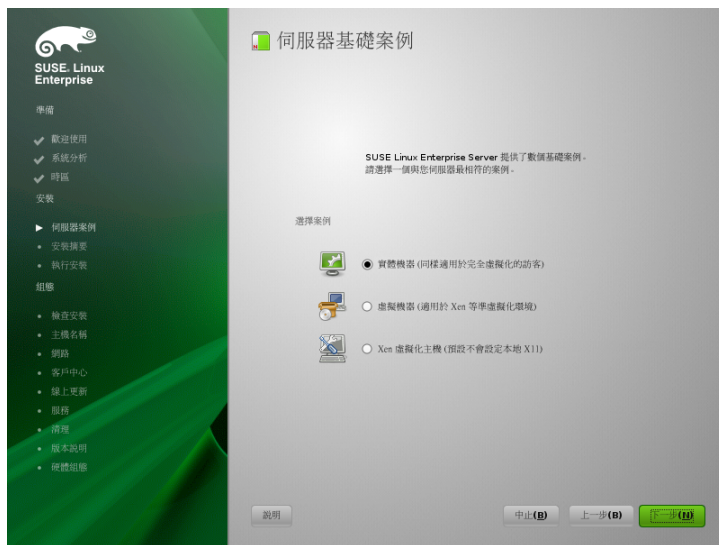 SUSE. Linux
Enterprise
準備
歡迎使用
系統分析
時區
安裝
伺服器案例
安裝摘要
執行安裝
組態
檢查安裝
主機名稱
網路
客戶中心
線上更新
服務
清理
版本說明
硬體組態
伺服器基礎案例
SUSE Linux Enterprise Server 提供了數個基礎案例。
請選擇一個與您伺服器最相符的案例。
選擇案例
實體機器 (同樣適用於完全虛擬化的訪客)
虛擬機器 (適用於 Xen 等準虛擬化環境)
Xen 虛擬化主機 (預設不會設定本地 X11)
說明
中止(B)
上一步(B)
下一步(N)